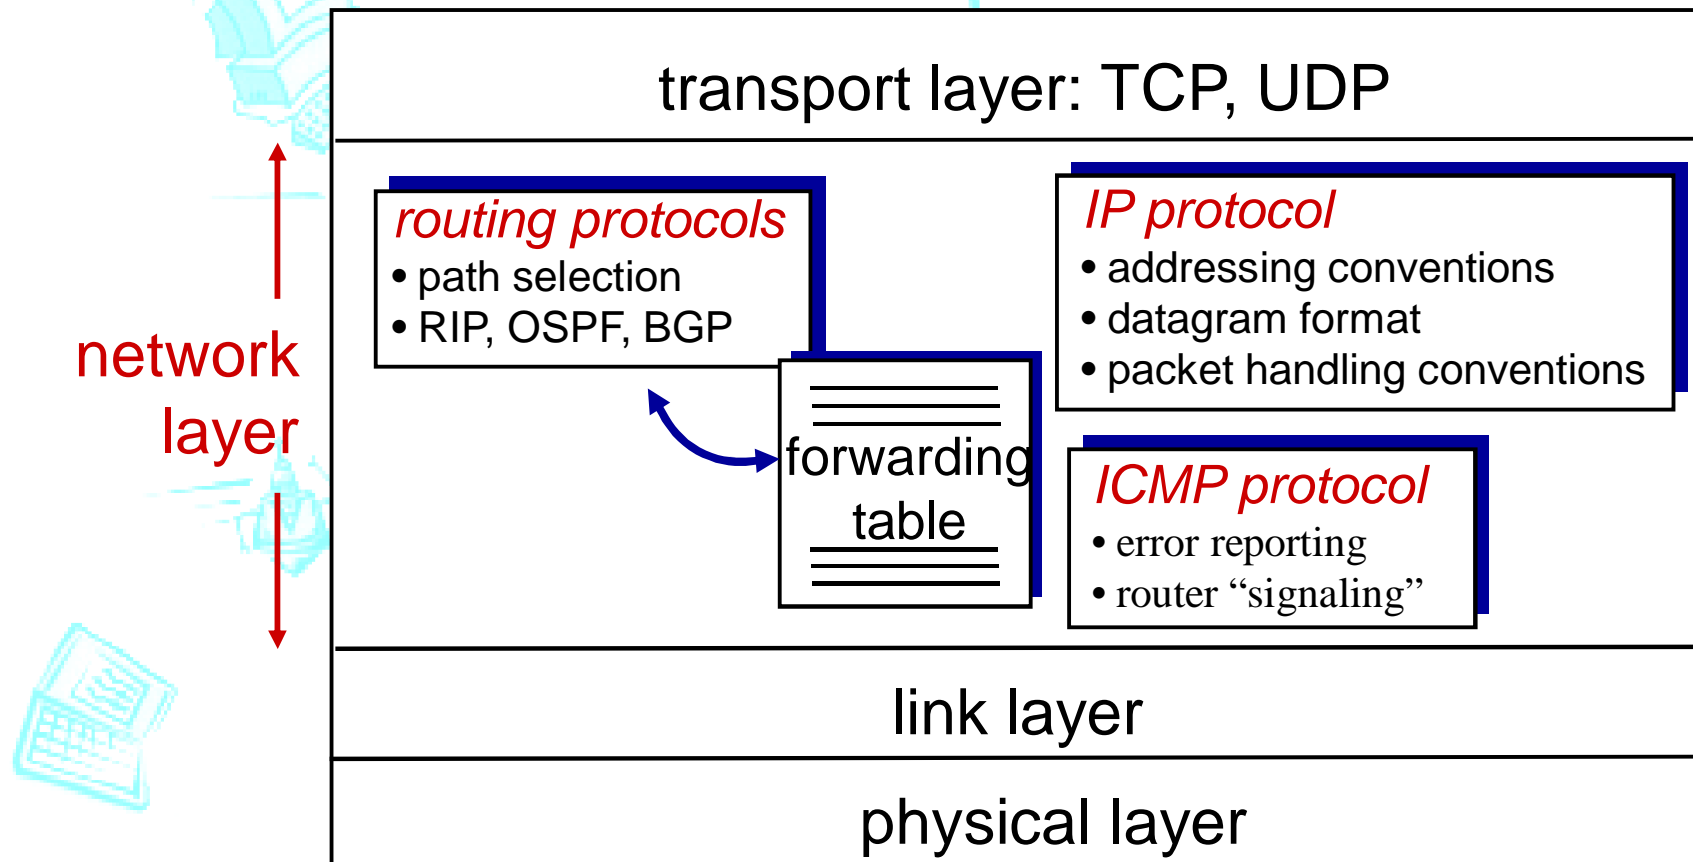 transport layer: TCP, UDP
network
layer
routing protocols
• path selection
• RIP, OSPF, BGP
forwarding
table
IP protocol
• addressing conventions
• datagram format
• packet handling conventions
ICMP protocol
• error reporting
• router “signaling”
link layer
physical layer